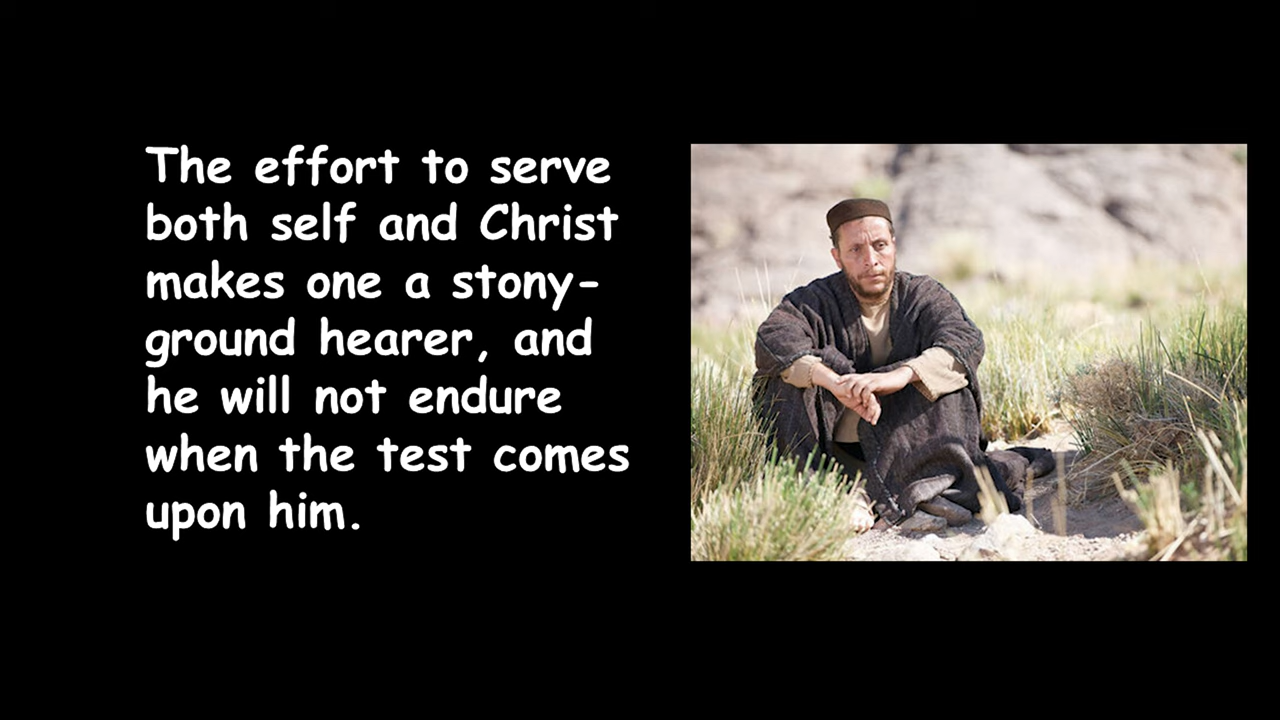 The effort to serve
both self and Christ
makes one a stony-
ground hearer, and
he will not endure
when the test comes
upon him.